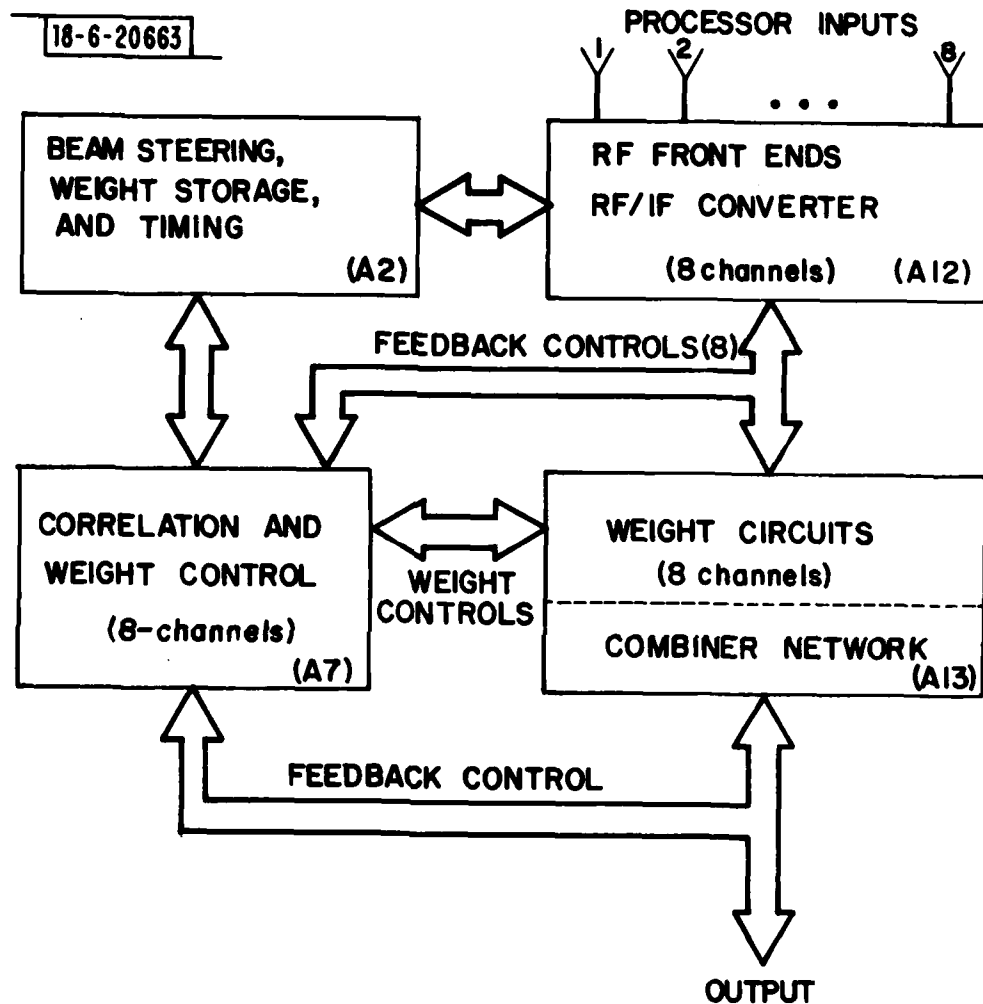 18-6-20663
PROCESSOR INPUTS
1 2 8
• • •
BEAM STEERING,
WEIGHT STORAGE,
AND TIMING
(A2)
RF FRONT ENDS
RF/IF CONVERTER
(8 channels) (A12)
FEEDBACK CONTROLS(8)
CORRELATION AND
WEIGHT CONTROL
(8-channels)
(A7)
WEIGHT
CONTROLS
WEIGHT CIRCUITS
(8 channels)
COMBINER NETWORK
(A13)
FEEDBACK CONTROL
OUTPUT